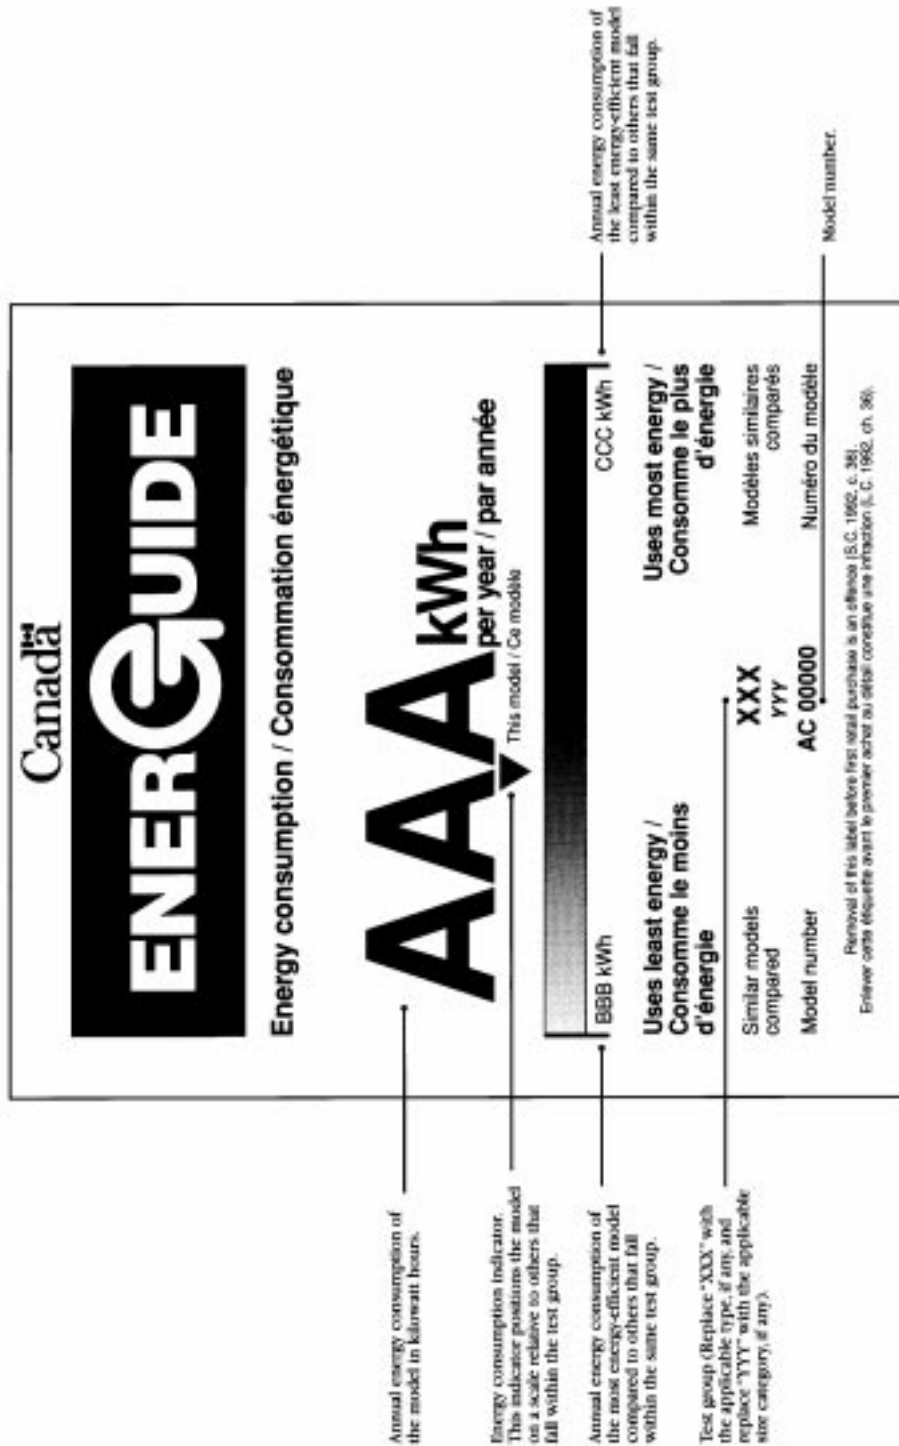 Canada
ENERGUIDE
Energy consumption / Consommation énergétique
AAA kWh
per year / par année
This model / Ce modèle
BBB kWh
CCC kWh
Uses least energy /
Consomme le moins
d'énergie
Uses most energy /
Consomme le plus
d'énergie
Similar models
compared
XXX
YYY
Modèles similaires
comparés
Model number
AC 00000
Numéro du modèle
Removal of this label before first retail purchase is an offence (S.C. 1992, c. 36).
Enlever cette étiquette avant le premier achat au détail constitue une infraction (L.C. 1992, ch. 36).
Annual energy consumption of
the model in kilowatt hours.
Energy consumption indicator.
This indicator positions the model
on a scale relative to others that
fall within the test group.
Annual energy consumption of
the most energy-efficient model
compared to others that fall
within the same test group.
Test group (Replace "XXX" with
the applicable type, if any, and
replace "YYY" with the applicable
size category, if any).
Annual energy consumption of
the least energy-efficient model
compared to others that fall
within the same test group.
Model number.